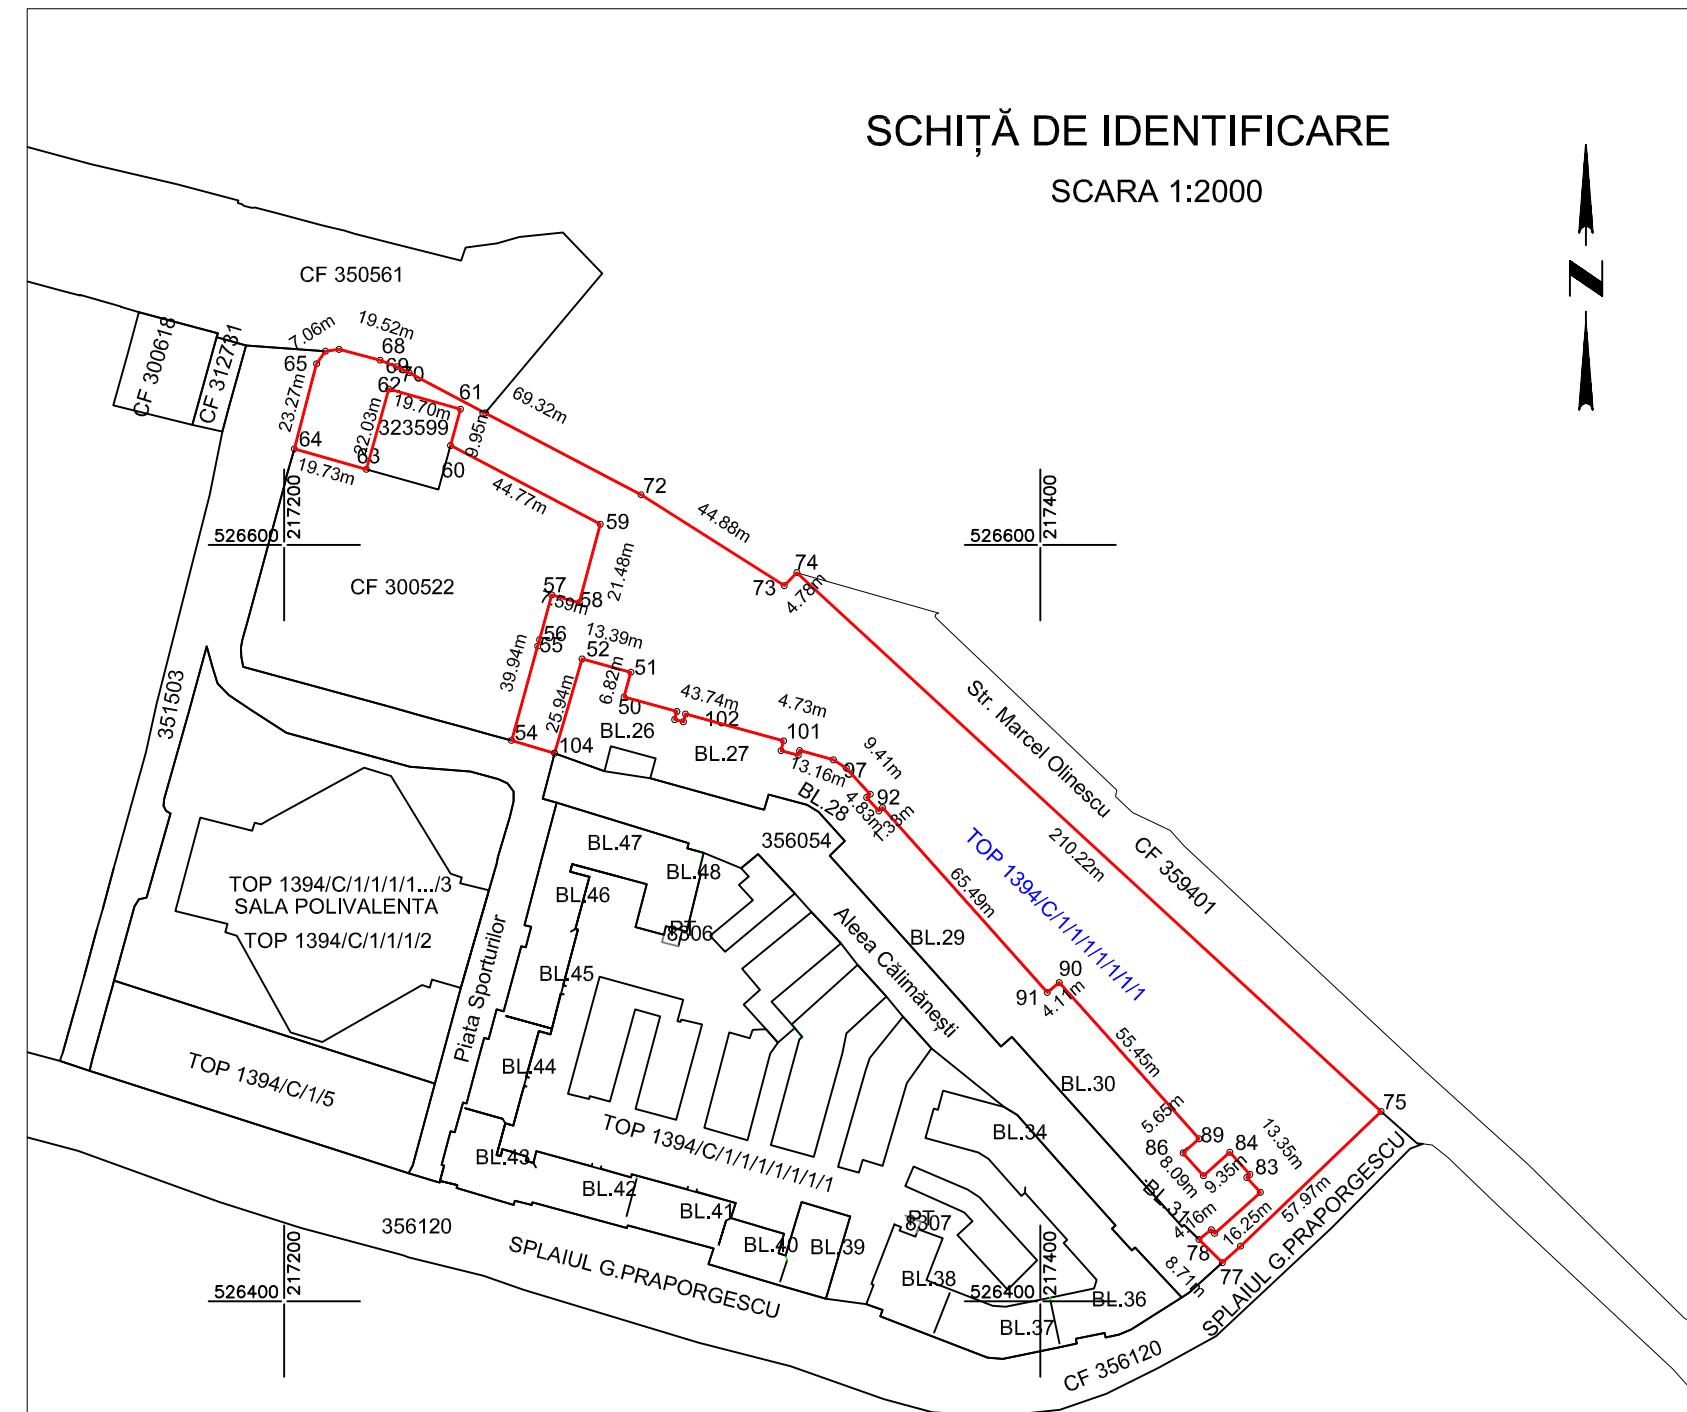 SCHIȚĂ DE IDENTIFICARE
SCARA 1:2000
N
CF 350561
CF 300618
CF 312731
7.06m
19.52m
68
65
69
70
62
61
69.32m
23.27m
22.03m
19.70m
323599
9.95m
64
63
60
19.73m
72
44.77m
44.88m
59
526600
217200
526600
217400
74
73
4.78m
21.48m
CF 300522
57
7.59m
58
56
55
13.39m
52
51
39.94m
6.82m
25.94m
50
43.74m
4.73m
102
54
104
BL.26
BL.27
101
13.16m
97
9.41m
92
4.83m
BL.28
356054
Str. Marcel Olinescu
351503
210.22m
CF 359401
TOP 1394/C/1/1/1/1/1/1/1
65.49m
BL.47
BL.48
BL.46
TOP 1394/C/1/1/1/1.../3
SALA POLIVALENTA
TOP 1394/C/1/1/1/2
PT
8306
BL.29
Aleea Călimănești
BL.45
Piata Sporturilor
90
91
4.11m
55.45m
BL.44
TOP 1394/C/1/5
BL.30
75
TOP 1394/C/1/1/1/1/1/1/1
BL.34
5.65m
89
86
84
13.35m
83
8.09m
9.35m
BL.43
BL.42
BL.41
BL.31
4.16m
16.25m
57.97m
78
77
8.71m
356120
SPLAIUL G.PRAPORGESCU
BL.40
BL.39
PT
8307
BL.38
SPLAIUL G.PRAPORGESCU
526400
217200
526400
217400
BL.36
BL.37
CF 356120